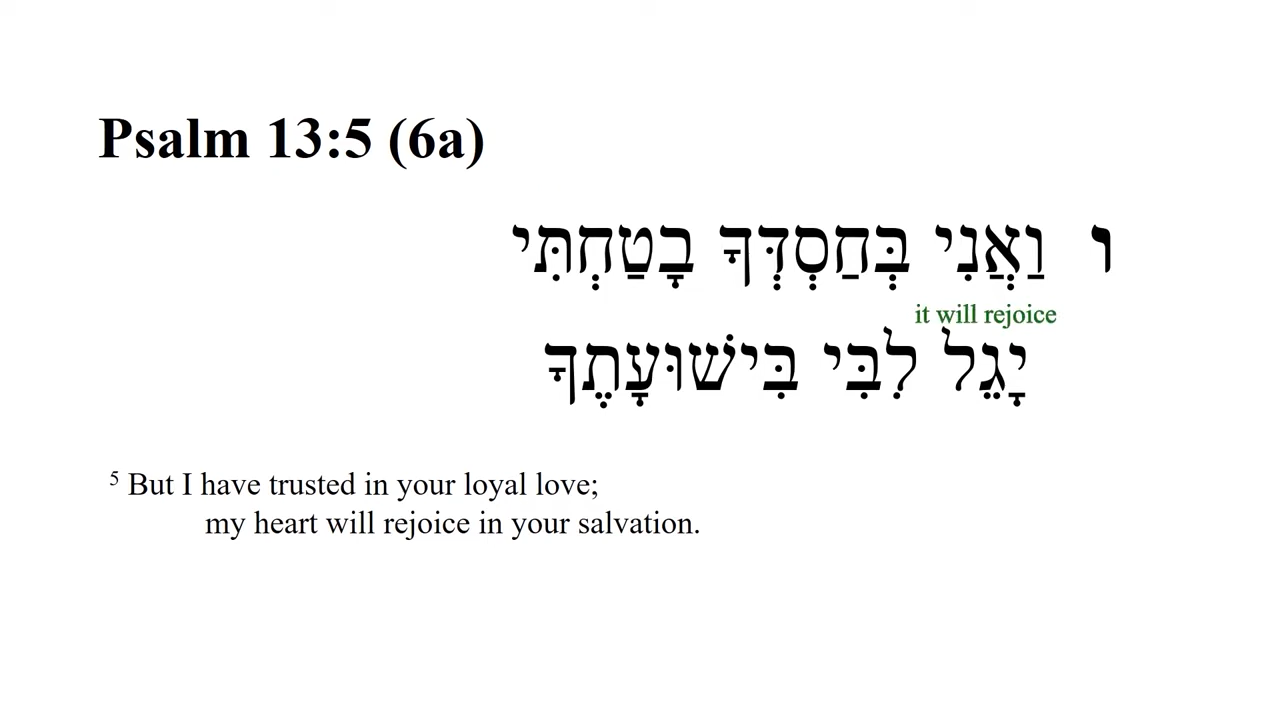 Psalm 13:5 (6a)
ו וַאֲנִי בְּחַסְדְּךָ בָטַחְתִּי
it will rejoice
יָגֵל לִבִּי בִּישׁוּעָתֶךָ
⁵ But I have trusted in your loyal love;
my heart will rejoice in your salvation.